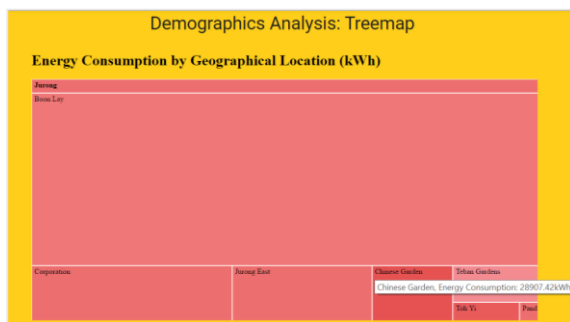 Demographics Analysis: Treemap
Energy Consumption by Geographical Location (kWh)
Jurong
Boon Lay
Corporation
Jurong East
Chinese Garden
Teban Gardens
Chinese Garden, Energy Consumption: 28907.42kWh
Toh Yi
Pand